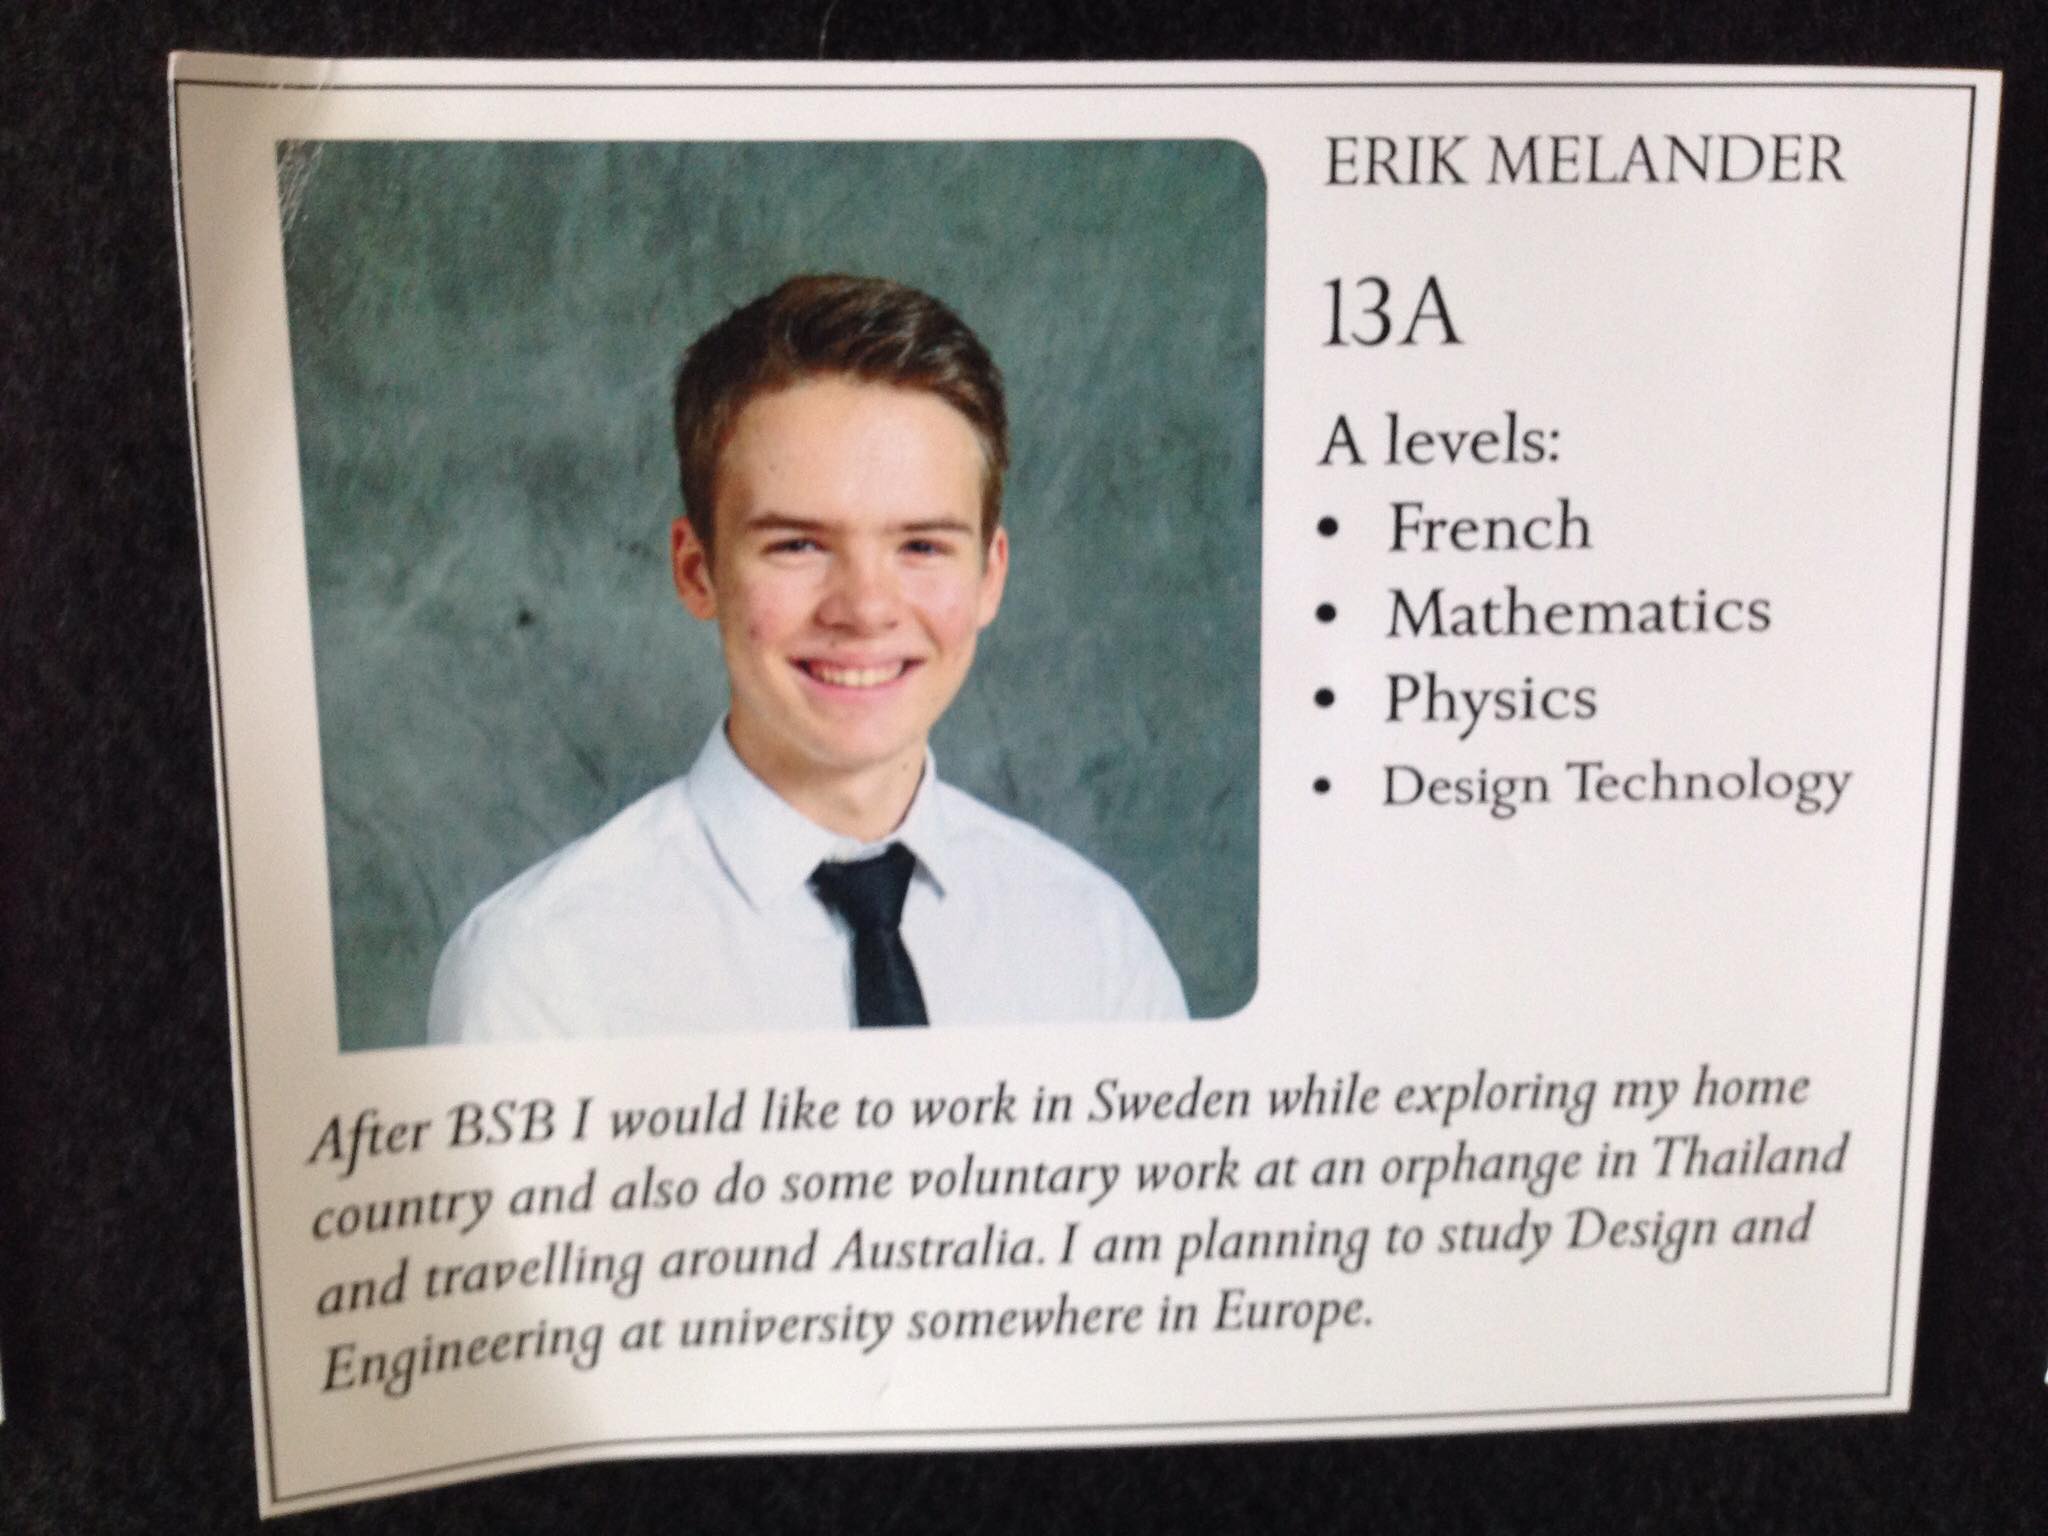 ERIK MELANDER
13A
A levels:
• French
• Mathematics
• Physics
• Design Technology
After BSB I would like to work in Sweden while exploring my home
country and also do some voluntary work at an orphange in Thailand
and travelling around Australia. I am planning to study Design and
Engineering at university somewhere in Europe.